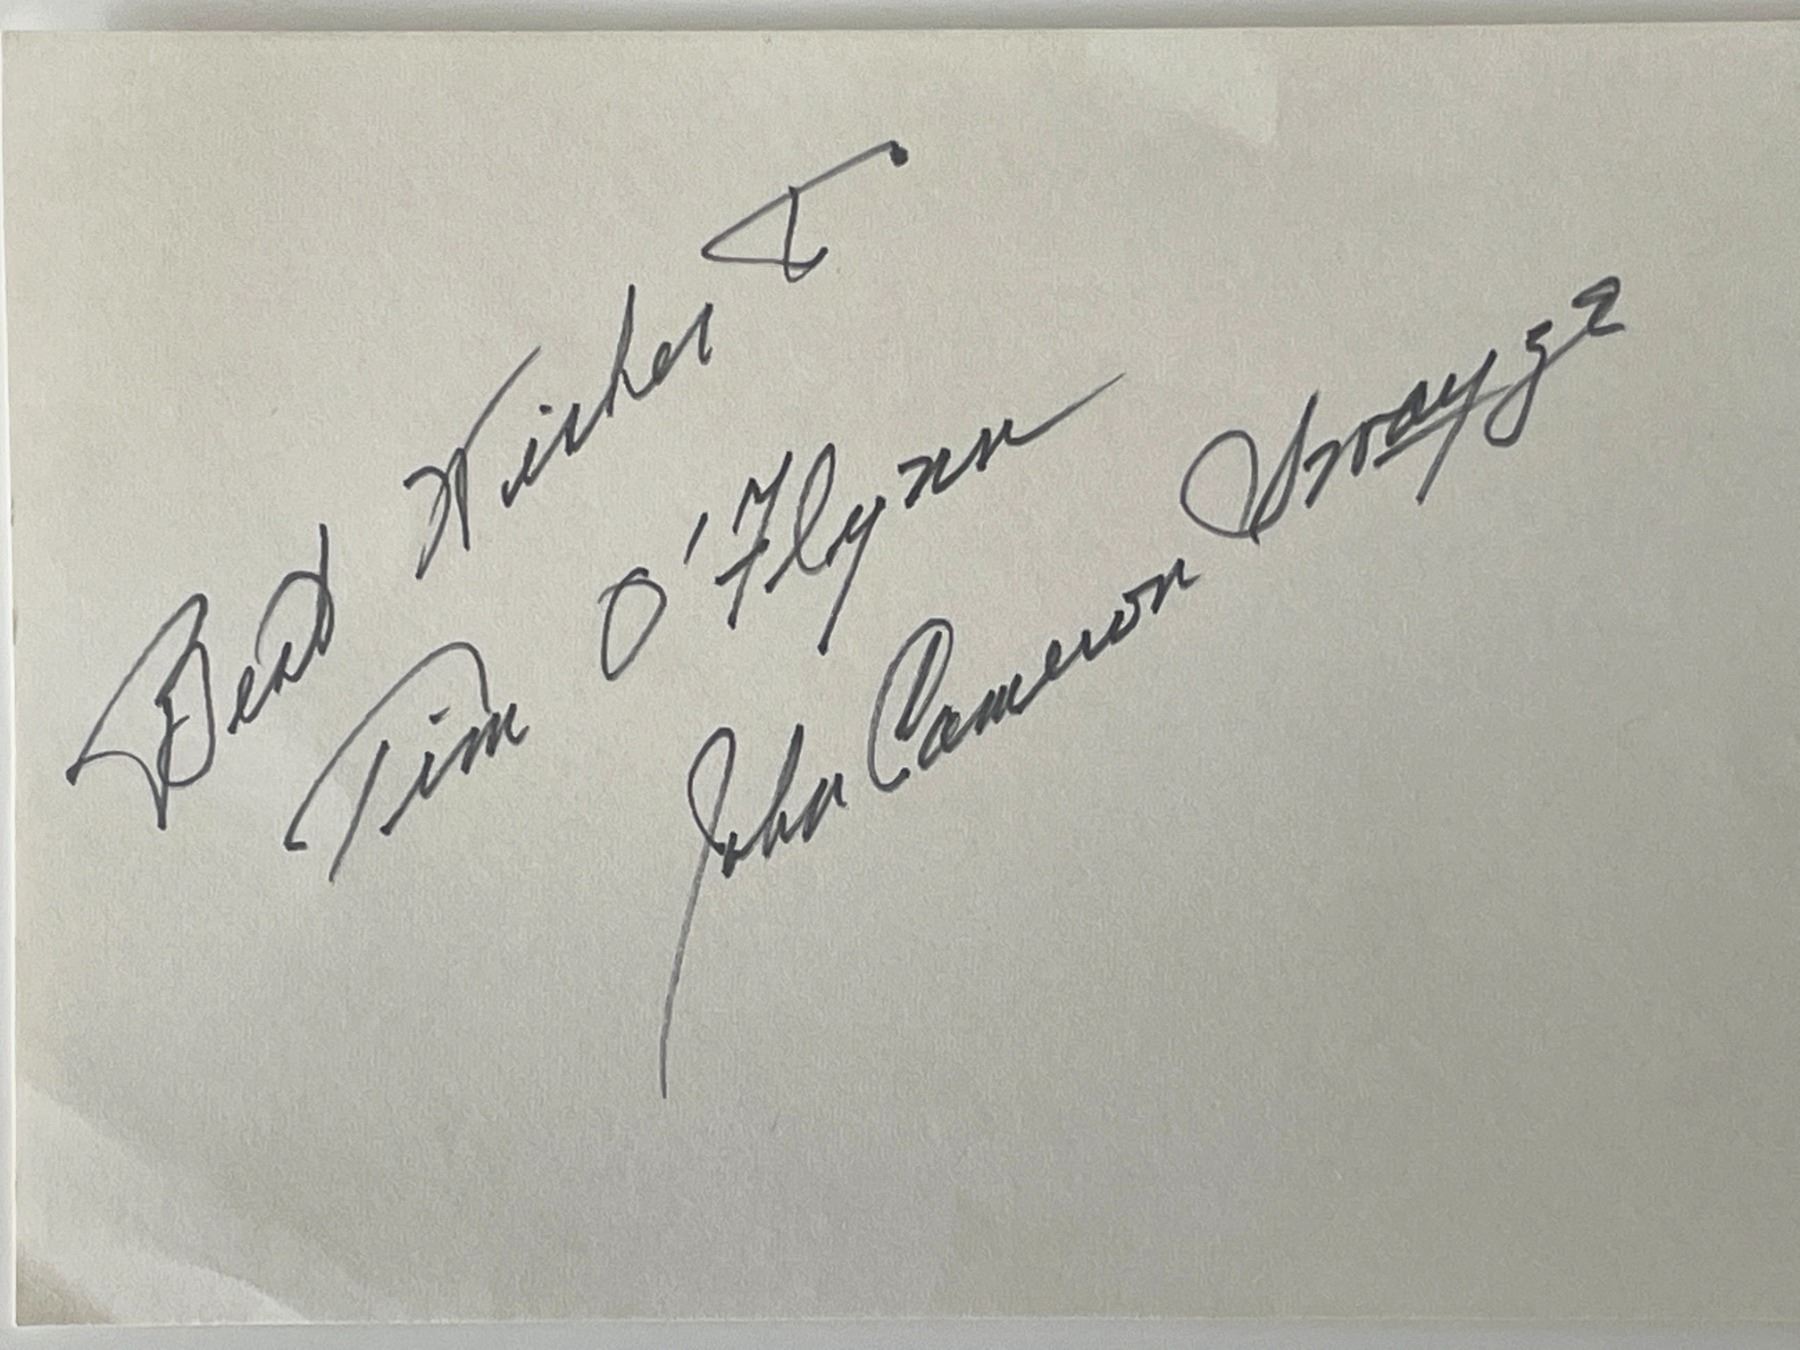 Best Wishes to
Tim O'Flynn
John Cameron Swayze